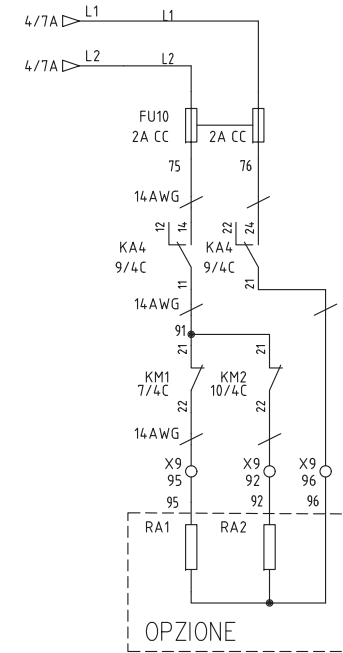 L1
4/7A
L1
L2
4/7A
L2
FU10
2A CC
2A CC
75
76
14AWG
12
14
22
24
KA4
9/4C
KA4
9/4C
11
21
14AWG
91
21
21
KM1
7/4C
KM2
10/4C
22
22
14AWG
X9
95
X9
92
X9
96
95
92
96
RA1
RA2
OPZIONE